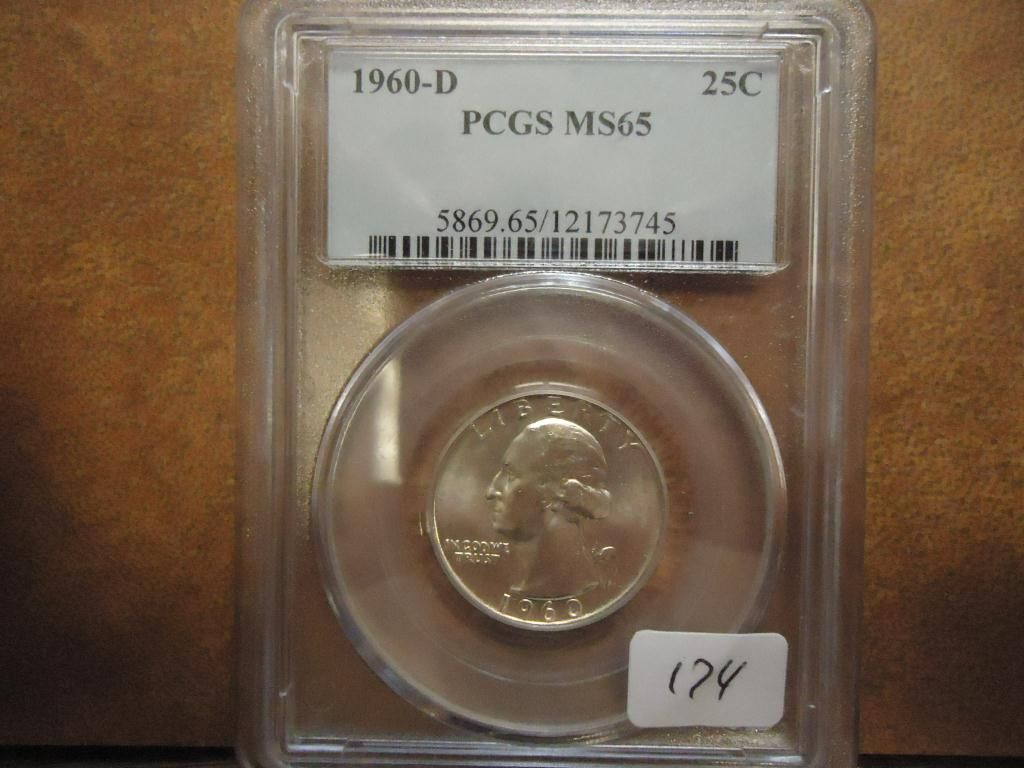 1960-D 25C
PCGS MS65
5869.65/12173745
LIBERTY
IN GOD WE
TRUST
1960
174